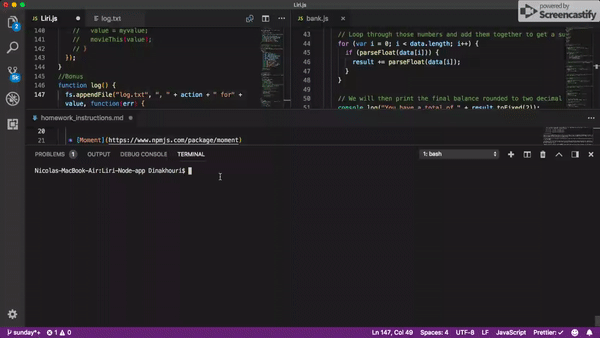 Liri.js
powered by
Screencastify
Liri.js
log.txt
bank.js
140 // value = myvalue;
141 // movieThis(value);
142 // }
143 });
144 }
145 //Bonus
146 function log() {
147 fs.appendFile("log.txt", ", " + action + " for" +
value, function(err) {
43 // Loop through those numbers and add them together to get a su
44 for (var i = 0; i < data.length; i++) {
45 if (parseFloat(data[i])) {
46 result += parseFloat(data[i]);
47 }
48 }
49
50 // We will then print the final balance rounded to two decimal
51 console.log("You have a total of " + result.toFixed(2));
homework_instructions.md
20
21 * [Moment](https://www.npmjs.com/package/moment)
PROBLEMS 1 OUTPUT DEBUG CONSOLE TERMINAL 1: bash
Nicolas-MacBook-Air:Liri-Node-app Dinakhouri$
sunday*+ 1 0 Ln 147, Col 49 Spaces: 4 UTF-8 LF JavaScript Prettier: ✓